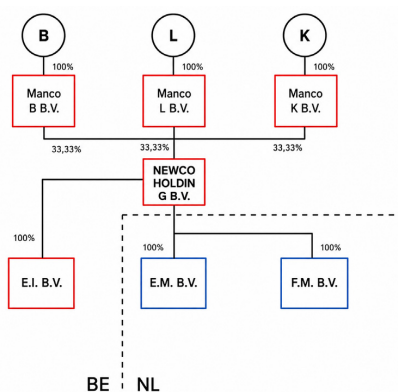 B
L
K
100%
100%
100%
Manco
B B.V.
Manco
L B.V.
Manco
K B.V.
33,33%
33,33%
33,33%
NEWCO
HOLDIN
G B.V.
100%
100%
100%
E.I. B.V.
E.M. B.V.
F.M. B.V.
BE
NL